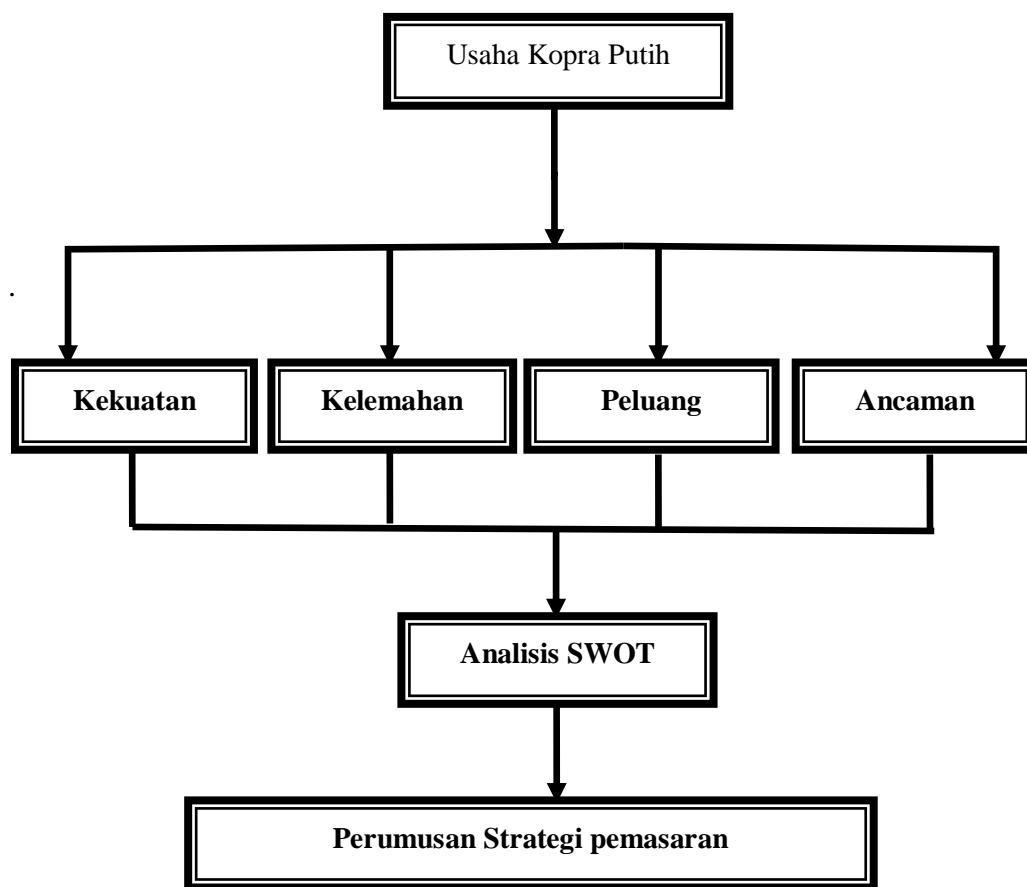 Usaha Kopra Putih
.
Kekuatan
Kelemahan
Peluang
Ancaman
Analisis SWOT
Perumusan Strategi pemasaran